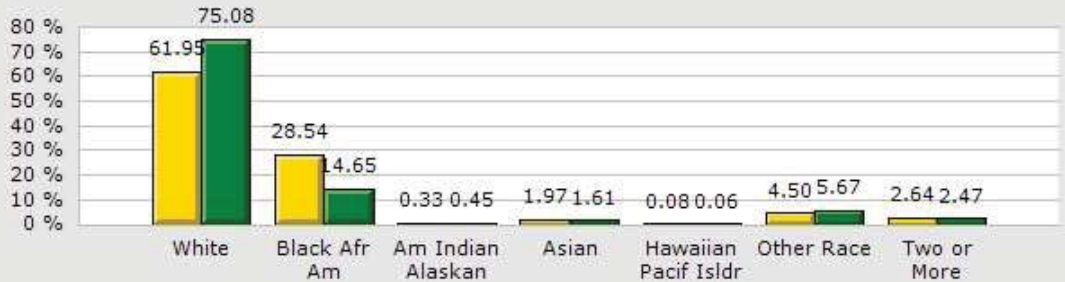 80 %
70 %
60 %
50 %
40 %
30 %
20 %
10 %
0 %
61.95 75.08
28.54 14.65
0.33 0.45
1.97 1.61
0.08 0.06
4.50 5.67
2.64 2.47
White
Black Afr
Am
Am Indian
Alaskan
Asian
Hawaiian
Pacif Isldr
Other Race
Two or
More